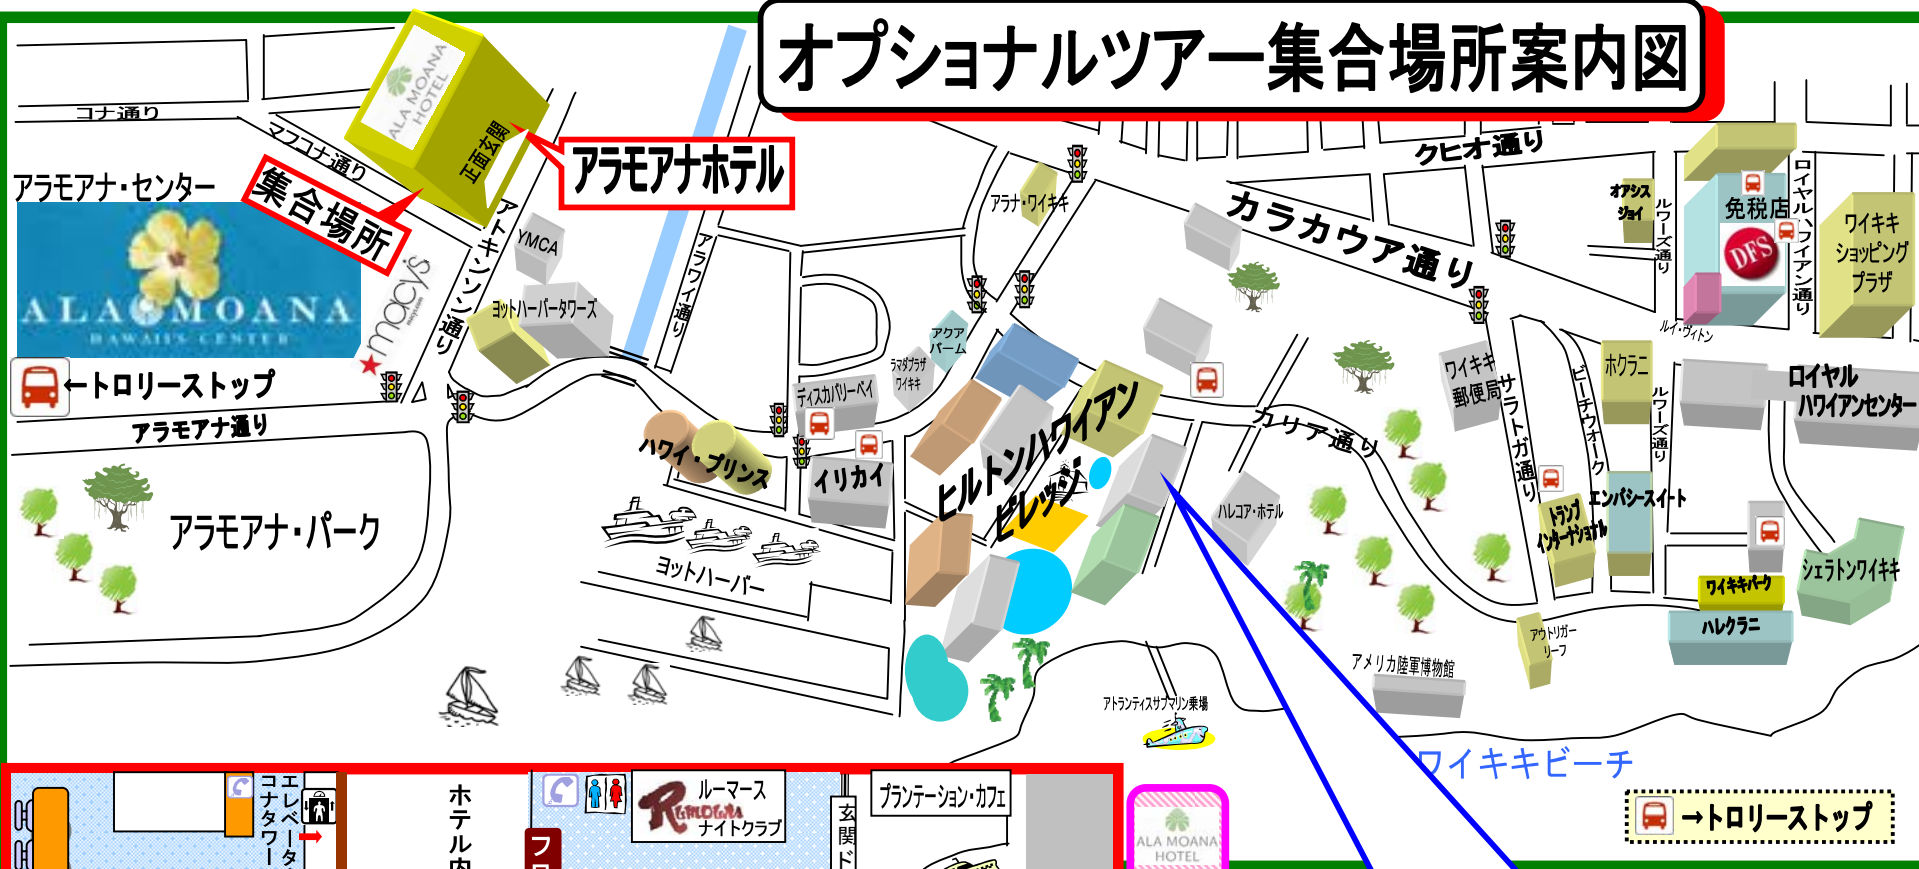 オプショナルツアー集合場所案内図
コナ通り
マフコナ通り
ALA MOANA
HOTEL
正面玄関
アラモアナホテル
集合場所
アラモアナ・センター
ALA MOANA
HAWAII'S CENTER
macy's
アトキンソン通り
YMCA
ヨットハーバータワーズ
アラワイ通り
←トロリーストップ
アラモアナ通り
アラモアナ・パーク
ハワイ・プリンス
ヨットハーバー
ディスカバリーベイ
イリカイ
ラマダプラザ
ワイキキ
アクア
パーム
アラナ・ワイキキ
ヒルトンハワイアン
ビレッジ
カラカウア通り
クヒオ通り
カリア通り
ハレコア・ホテル
ワイキキ
郵便局
サラトガ通り
ビーチウオーク
ホクラニ
ルワーズ通り
オアシス
ジョイ
ルワーズ通り
免税店
DFS
ルイ・ヴィトン
ロイヤルハワイアン通り
ワイキキ
ショッピング
プラザ
ロイヤル
ハワイアンセンター
トランプ
インターナショナル
エンバシースイート
ワイキキパーク
ハレクラニ
シェラトンワイキキ
アウトリガー
リーフ
アメリカ陸軍博物館
アトランティスサブマリン乗場
ワイキキビーチ
→トロリーストップ
コナタワー
エレベータ
ホテル内
フロ
ルーマース
ナイトクラブ
玄関ド
プランテーション・カフェ
ALA MOANA
HOTEL